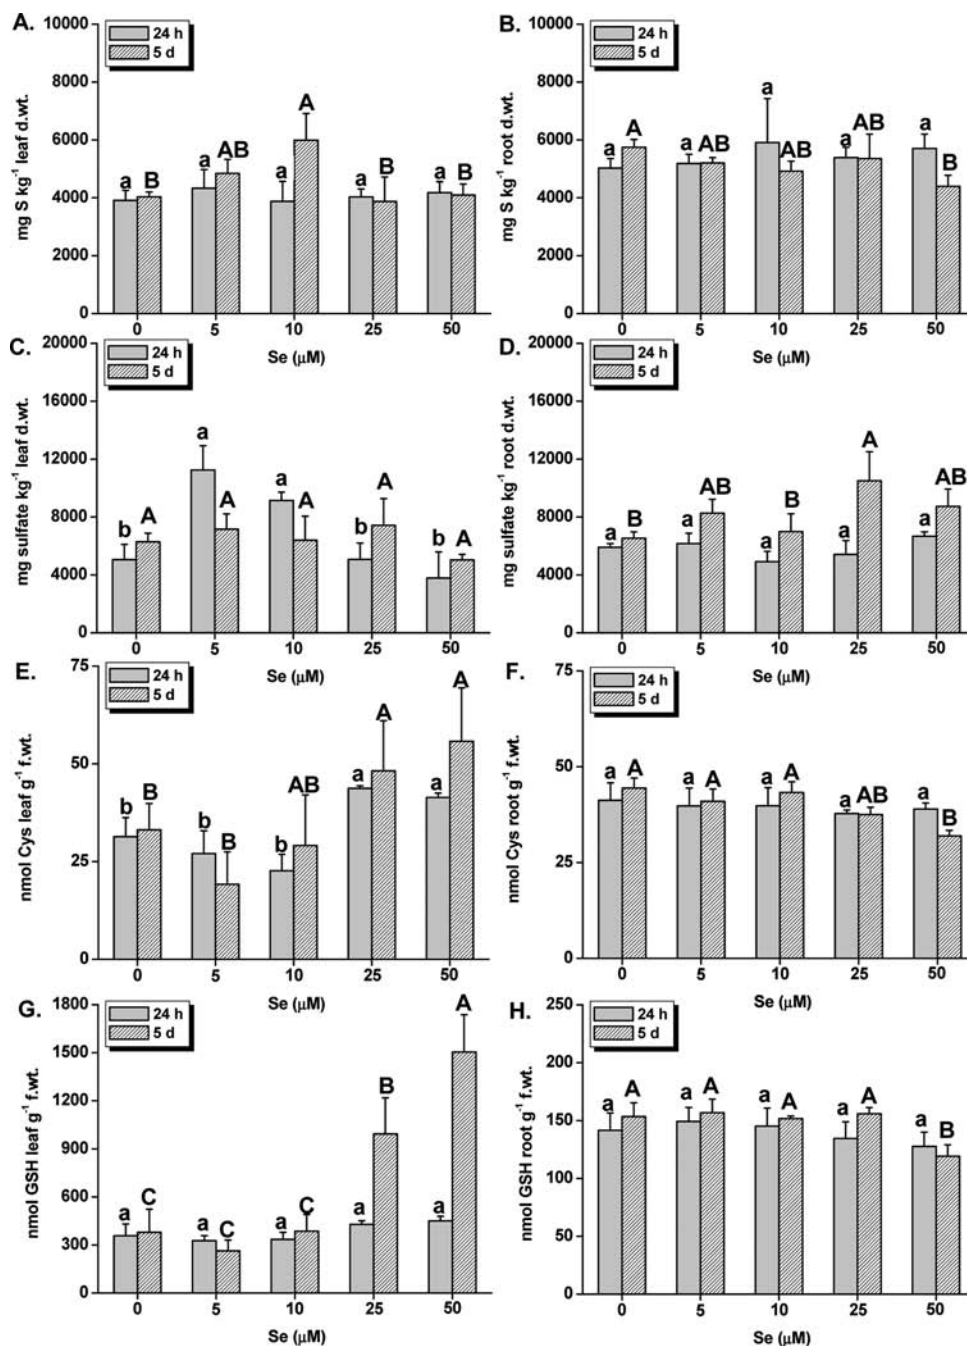 A.
24 h
5 d
mg S kg⁻¹ leaf d.wt.
10000
8000
6000
4000
2000
0
a B a AB a A a B a B
0 5 10 25 50
Se (μM)
B.
24 h
5 d
mg S kg⁻¹ root d.wt.
10000
8000
6000
4000
2000
0
a A a AB a AB a AB a B
0 5 10 25 50
Se (μM)
C.
24 h
5 d
mg sulfate kg⁻¹ leaf d.wt.
20000
16000
12000
8000
4000
0
b A a A a A b A b A
0 5 10 25 50
Se (μM)
D.
24 h
5 d
mg sulfate kg⁻¹ root d.wt.
20000
16000
12000
8000
4000
0
a B a AB a B a A a AB
0 5 10 25 50
Se (μM)
E.
24 h
5 d
nmol Cys leaf g⁻¹ f.wt.
75
50
25
0
b B b B b AB a A a A
0 5 10 25 50
Se (μM)
F.
24 h
5 d
nmol Cys root g⁻¹ f.wt.
75
50
25
0
a A a A a A a AB a B
0 5 10 25 50
Se (μM)
G.
24 h
5 d
nmol GSH leaf g⁻¹ f.wt.
1800
1500
1200
900
600
300
0
a C a C a C a B a A
0 5 10 25 50
Se (μM)
H.
24 h
5 d
nmol GSH root g⁻¹ f.wt.
250
200
150
100
50
0
a A a A a A a A a B
0 5 10 25 50
Se (μM)